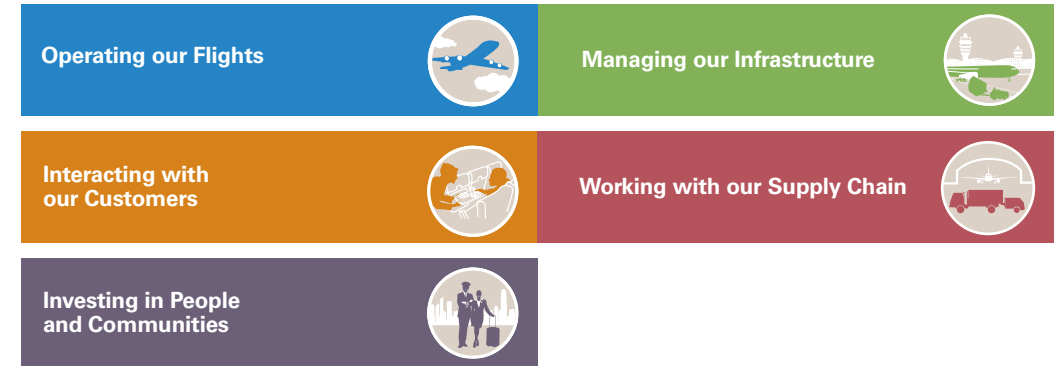 Operating our Flights
Managing our Infrastructure
Interacting with
our Customers
Working with our Supply Chain
Investing in People
and Communities